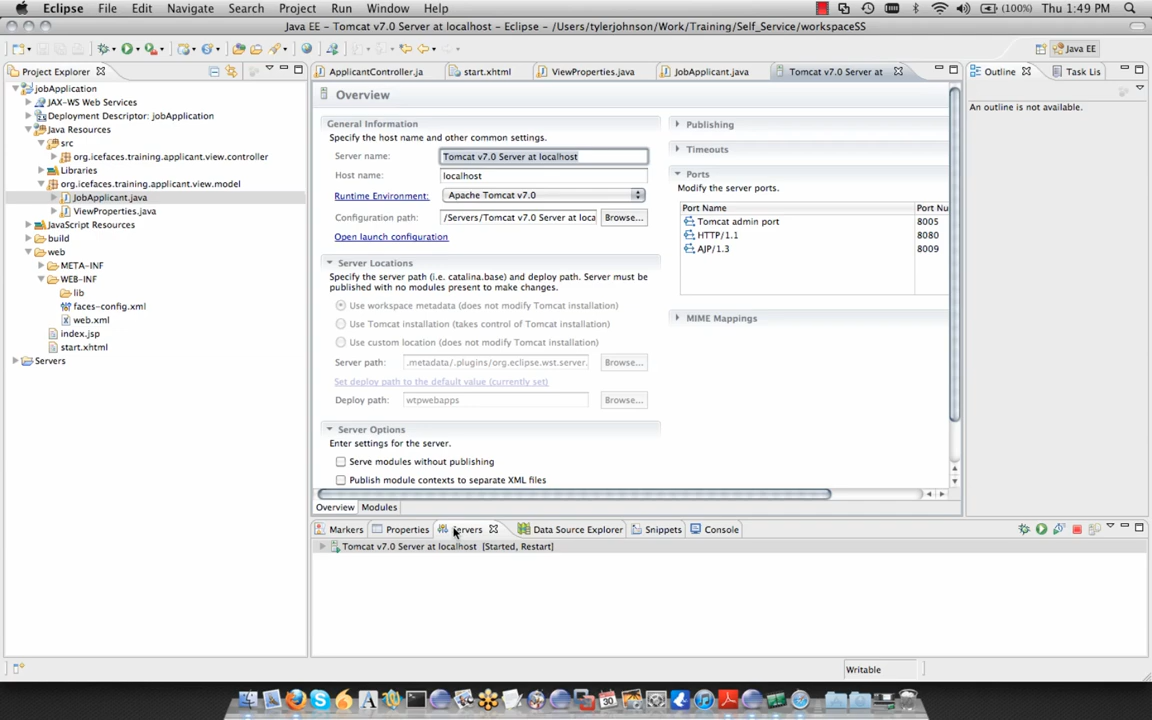 Eclipse File Edit Navigate Search Project Run Window Help (100%) Thu 1:49 PM
Java EE - Tomcat v7.0 Server at localhost - Eclipse - /Users/tylerjohnson/Work/Training/Self_Service/workspaceSS
Java EE
Project Explorer
jobApplication
JAX-WS Web Services
Deployment Descriptor: jobApplication
Java Resources
src
org.icefaces.training.applicant.view.controller
Libraries
org.icefaces.training.applicant.view.model
JobApplicant.java
ViewProperties.java
JavaScript Resources
build
web
META-INF
WEB-INF
lib
faces-config.xml
web.xml
index.jsp
start.xhtml
Servers
ApplicantController.ja start.xhtml ViewProperties.java JobApplicant.java Tomcat v7.0 Server at
Overview
General Information
Specify the host name and other common settings.
Server name: Tomcat v7.0 Server at localhost
Host name: localhost
Runtime Environment: Apache Tomcat v7.0
Configuration path: /Servers/Tomcat v7.0 Server at loca Browse...
Open launch configuration
Server Locations
Specify the server path (i.e. catalina.base) and deploy path. Server must be
published with no modules present to make changes.
Use workspace metadata (does not modify Tomcat installation)
Use Tomcat installation (takes control of Tomcat installation)
Use custom location (does not modify Tomcat installation)
Server path: .metadata/.plugins/org.eclipse.wst.server. Browse...
Set deploy path to the default value (currently set)
Deploy path: wtpwebapps Browse...
Server Options
Enter settings for the server.
Serve modules without publishing
Publish module contexts to separate XML files
Publishing
Timeouts
Ports
Modify the server ports.
Port Name Port Nu
Tomcat admin port 8005
HTTP/1.1 8080
AJP/1.3 8009
MIME Mappings
Overview Modules
Outline Task Lis
An outline is not available.
Markers Properties Servers Data Source Explorer Snippets Console
Tomcat v7.0 Server at localhost [Started, Restart]
Writable